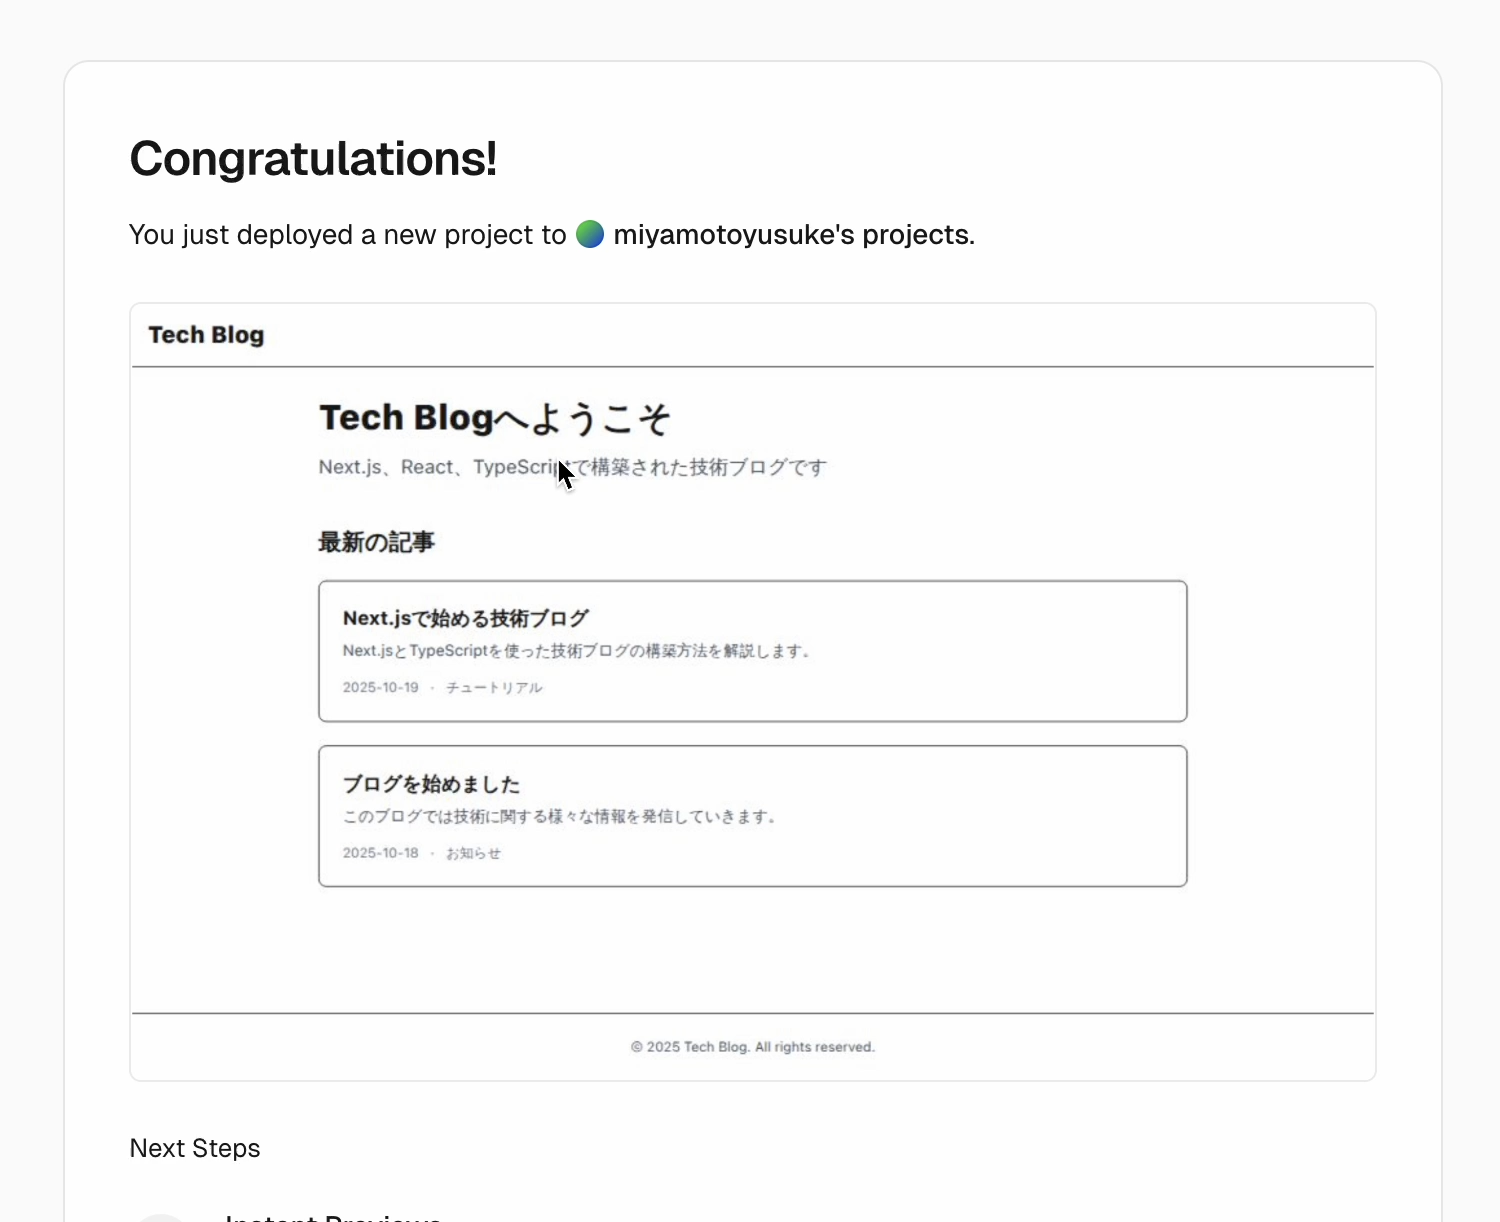 Congratulations!
You just deployed a new project to miyamotoyusuke's projects.
Tech Blog
Tech Blogへようこそ
Next.js、React、TypeScriptで構築された技術ブログです
最新の記事
Next.jsで始める技術ブログ
Next.jsとTypeScriptを使った技術ブログの構築方法を解説します。
2025-10-19 · チュートリアル
ブログを始めました
このブログでは技術に関する様々な情報を発信していきます。
2025-10-18 · お知らせ
© 2025 Tech Blog. All rights reserved.
Next Steps
Instant Previews